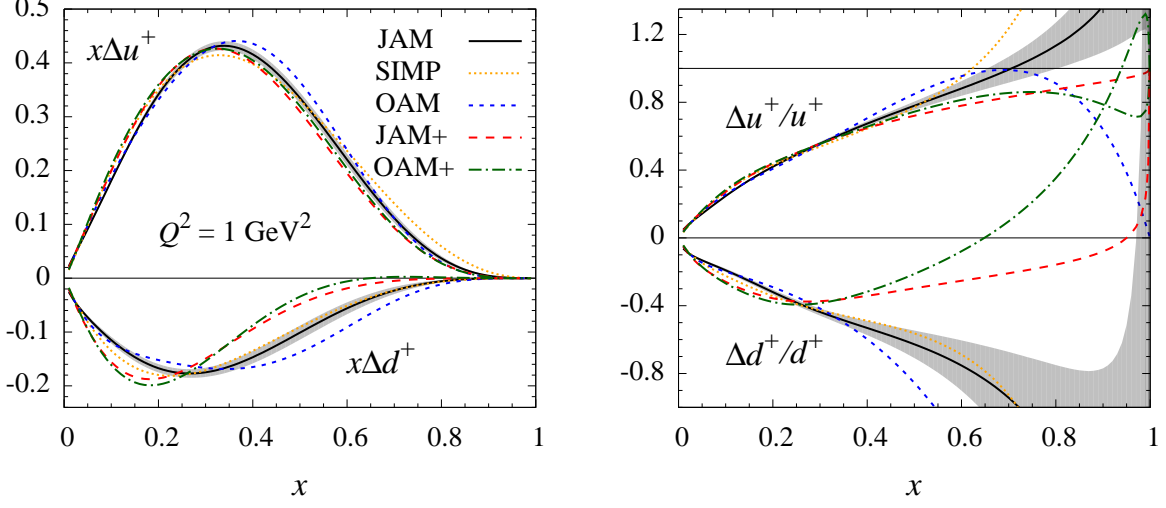 0.5
0.4
0.3
0.2
0.1
0
-0.1
-0.2
0 0.2 0.4 0.6 0.8 1
x
xΔu⁺
JAM
SIMP
OAM
JAM+
OAM+
Q² = 1 GeV²
xΔd⁺
1.2
0.8
0.4
0
-0.4
-0.8
0 0.2 0.4 0.6 0.8 1
x
Δu⁺/u⁺
Δd⁺/d⁺